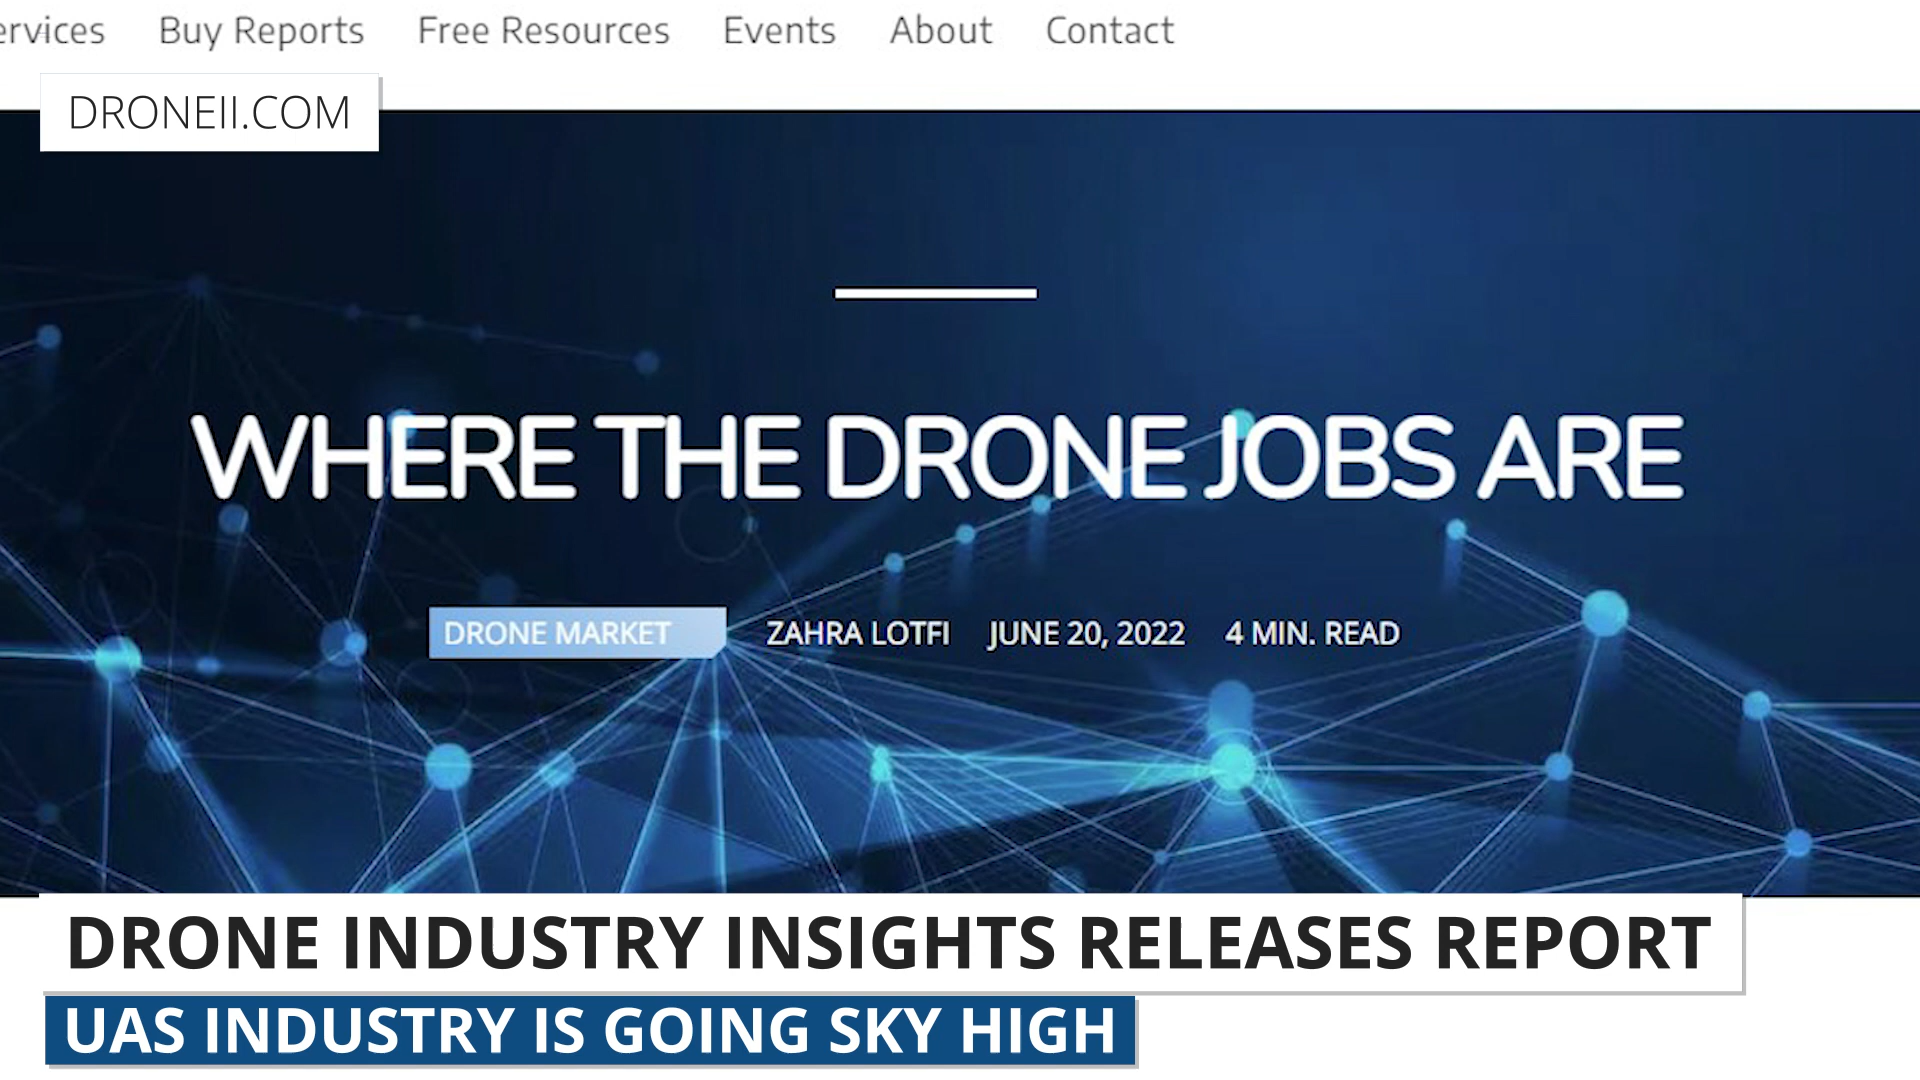 ervices Buy Reports Free Resources Events About Contact
DRONEII.COM
WHERE THE DRONE JOBS ARE
DRONE MARKET ZAHRA LOTFI JUNE 20, 2022 4 MIN. READ
DRONE INDUSTRY INSIGHTS RELEASES REPORT
UAS INDUSTRY IS GOING SKY HIGH